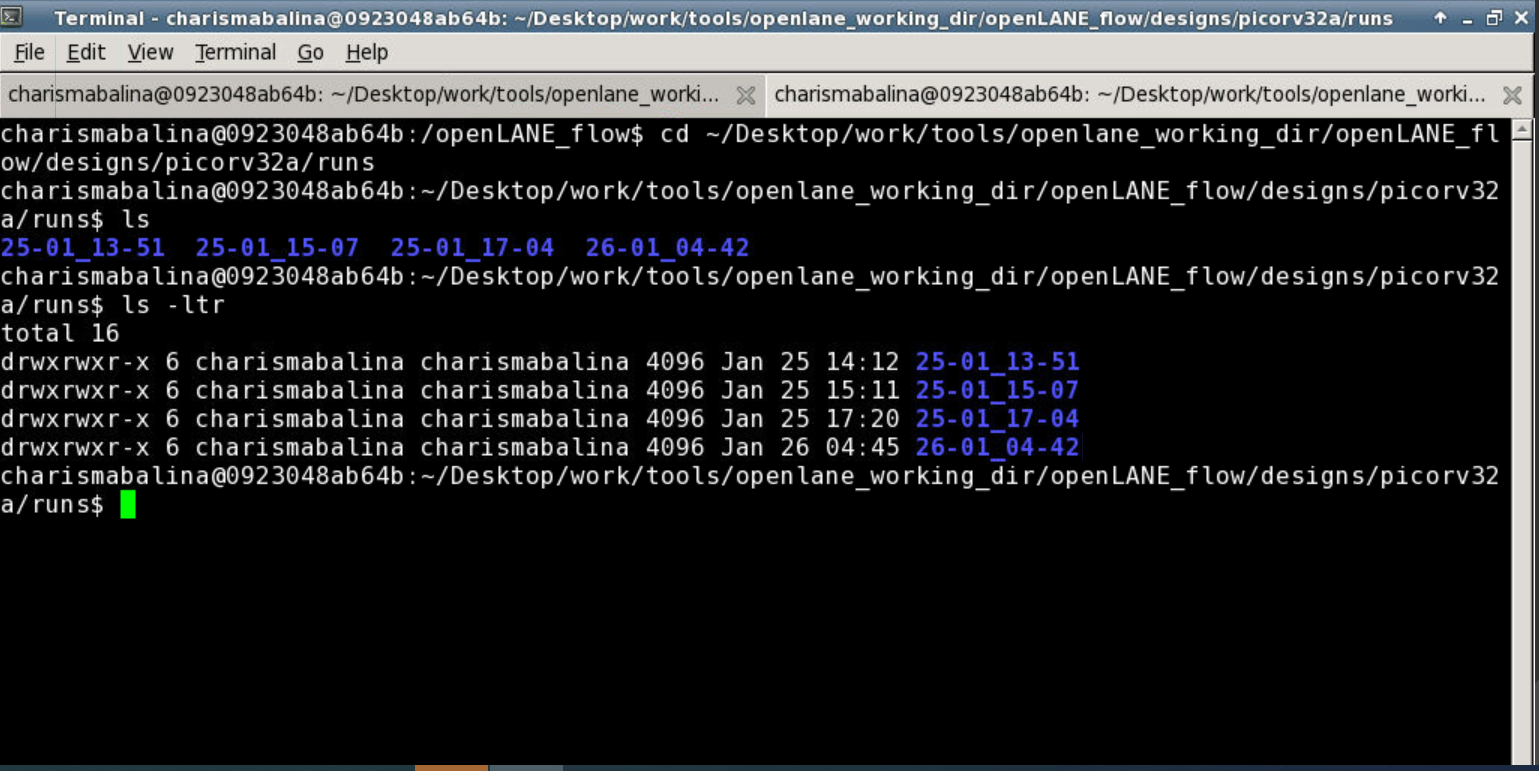 Terminal - charismabalina@0923048ab64b: ~/Desktop/work/tools/openlane_working_dir/openLANE_flow/designs/picorv32a/runs
File Edit View Terminal Go Help
charismabalina@0923048ab64b: ~/Desktop/work/tools/openlane_worki... charismabalina@0923048ab64b: ~/Desktop/work/tools/openlane_worki...
charismabalina@0923048ab64b:/openLANE_flow$ cd ~/Desktop/work/tools/openlane_working_dir/openLANE_fl
ow/designs/picorv32a/runs
charismabalina@0923048ab64b:~/Desktop/work/tools/openlane_working_dir/openLANE_flow/designs/picorv32
a/runs$ ls
25-01_13-51 25-01_15-07 25-01_17-04 26-01_04-42
charismabalina@0923048ab64b:~/Desktop/work/tools/openlane_working_dir/openLANE_flow/designs/picorv32
a/runs$ ls -ltr
total 16
drwxrwxr-x 6 charismabalina charismabalina 4096 Jan 25 14:12 25-01_13-51
drwxrwxr-x 6 charismabalina charismabalina 4096 Jan 25 15:11 25-01_15-07
drwxrwxr-x 6 charismabalina charismabalina 4096 Jan 25 17:20 25-01_17-04
drwxrwxr-x 6 charismabalina charismabalina 4096 Jan 26 04:45 26-01_04-42
charismabalina@0923048ab64b:~/Desktop/work/tools/openlane_working_dir/openLANE_flow/designs/picorv32
a/runs$